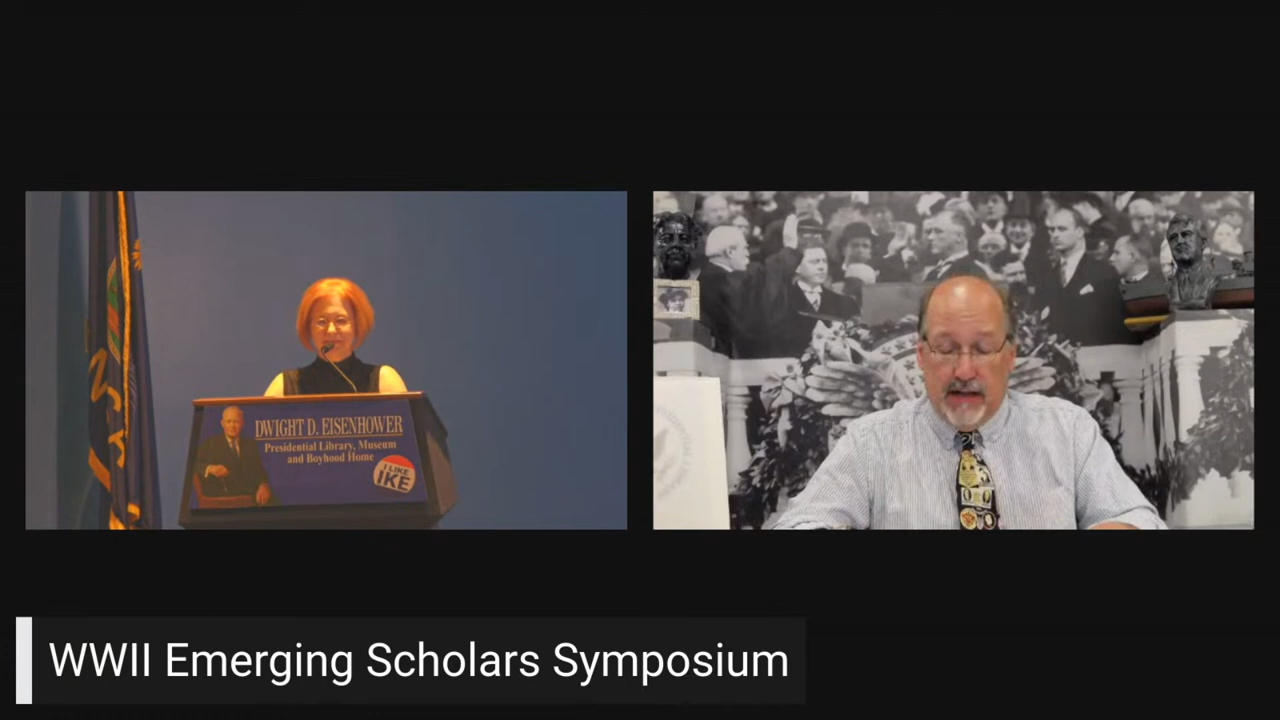 DWIGHT D. EISENHOWER
Presidential Library, Museum
and Boyhood Home
I LIKE
IKE
WWII Emerging Scholars Symposium